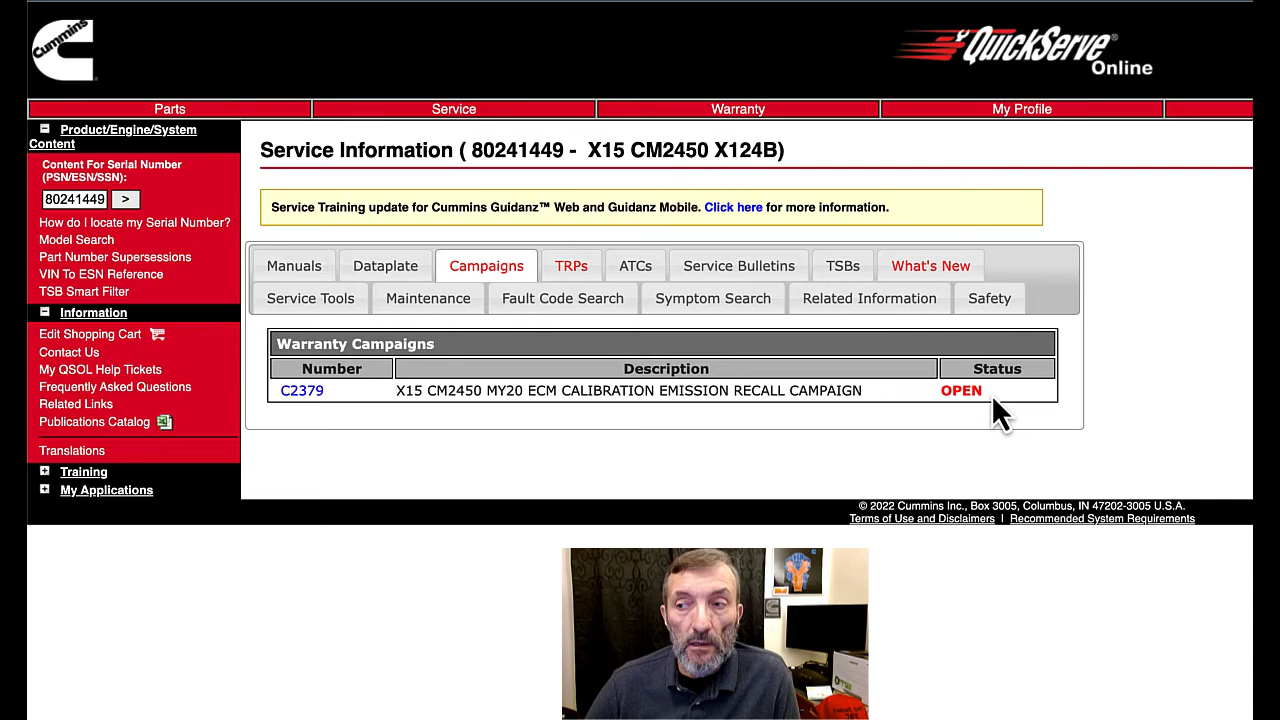 Cummins
QuickServe®
Online
Parts
Service
Warranty
My Profile
Product/Engine/System
Content
Content For Serial Number
(PSN/ESN/SSN):
80241449 >
How do I locate my Serial Number?
Model Search
Part Number Supersessions
VIN To ESN Reference
TSB Smart Filter
Information
Edit Shopping Cart
Contact Us
My QSOL Help Tickets
Frequently Asked Questions
Related Links
Publications Catalog
Translations
Training
My Applications
Service Information ( 80241449 - X15 CM2450 X124B)
Service Training update for Cummins Guidanz™ Web and Guidanz Mobile. Click here for more information.
Manuals Dataplate Campaigns TRPs ATCs Service Bulletins TSBs What's New
Service Tools Maintenance Fault Code Search Symptom Search Related Information Safety
Warranty Campaigns
Number Description Status
C2379 X15 CM2450 MY20 ECM CALIBRATION EMISSION RECALL CAMPAIGN OPEN
© 2022 Cummins Inc., Box 3005, Columbus, IN 47202-3005 U.S.A.
Terms of Use and Disclaimers | Recommended System Requirements